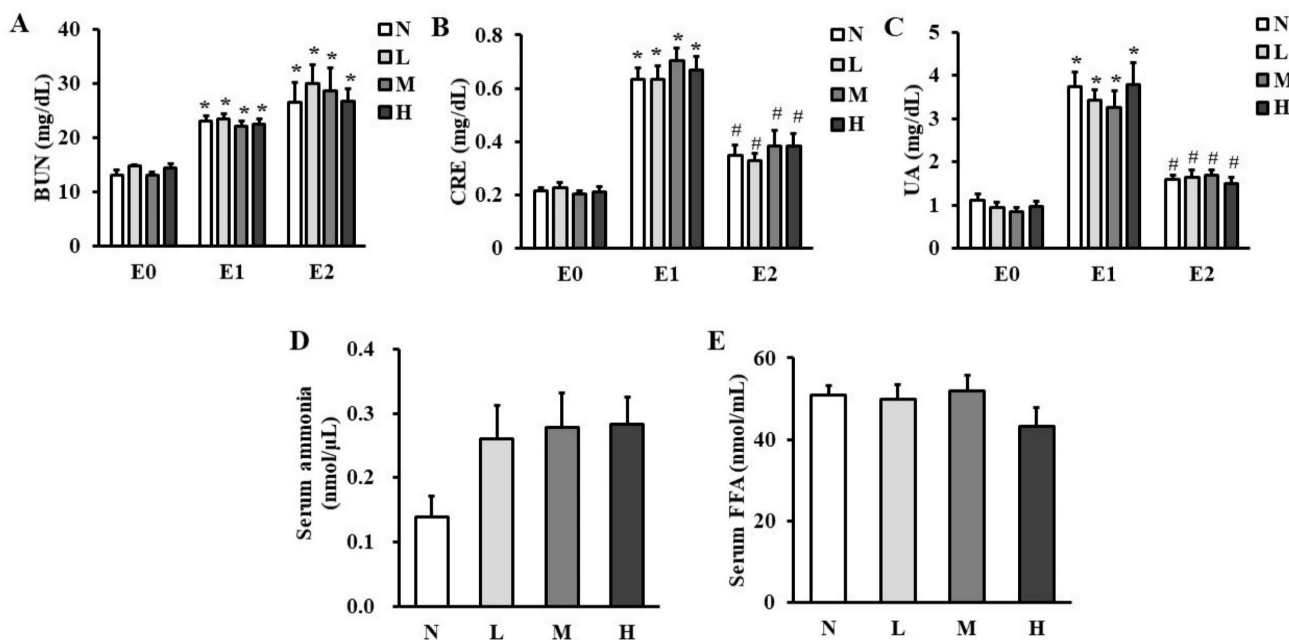 A
BUN (mg/dL)
40
30
20
10
0
* * * *
* * * *
E0 E1 E2
N
L
M
H
B
CRE (mg/dL)
0.8
0.6
0.4
0.2
0
* * * *
# # # #
E0 E1 E2
N
L
M
H
C
UA (mg/dL)
5
4
3
2
1
0
* * * *
# # # #
E0 E1 E2
N
L
M
H
D
Serum ammonia
(nmol/µL)
0.4
0.3
0.2
0.1
0.0
N L M H
E
Serum FFA (nmol/mL)
60
40
20
0
N L M H